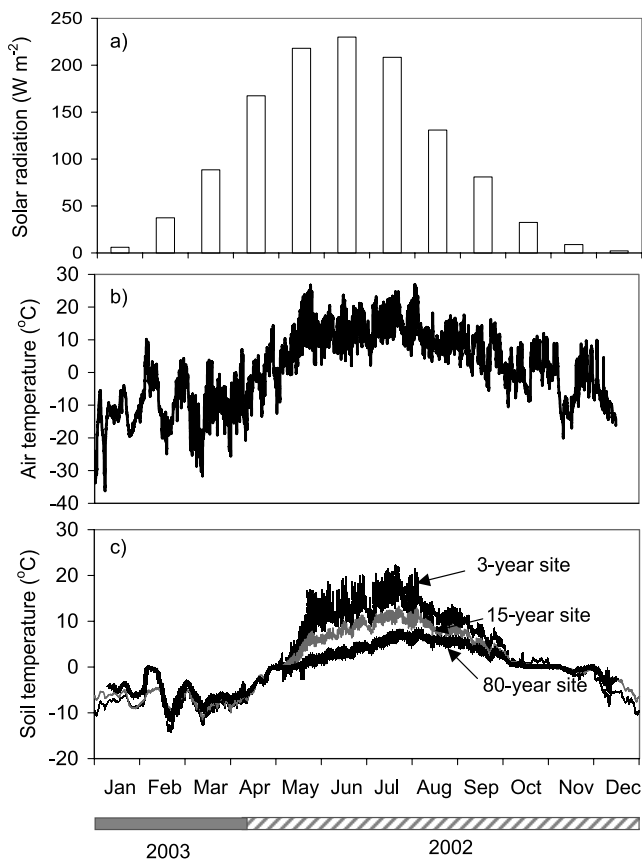 a)
Solar radiation (W m-2)
250
200
150
100
50
0
b)
Air temperature (oC)
30
20
10
0
-10
-20
-30
-40
c)
Soil temperature (oC)
30
20
10
0
-10
-20
3-year site
15-year site
80-year site
Jan Feb Mar Apr May Jun Jul Aug Sep Oct Nov Dec
2003 2002